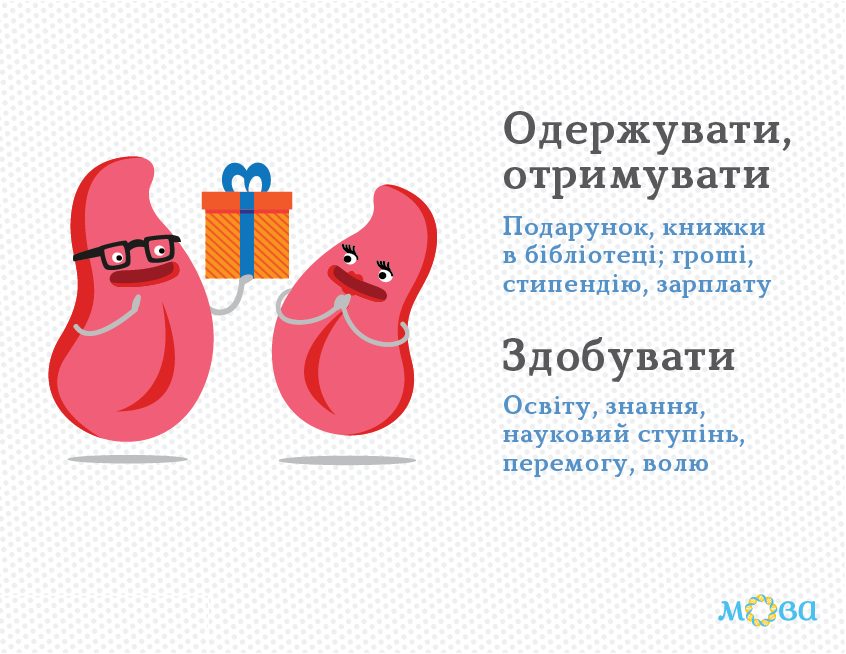 Одержувати,
отримувати
Подарунок, книжки
в бібліотеці; гроші,
стипендію, зарплату
Здобувати
Освіту, знання,
науковий ступінь,
перемогу, волю
мова